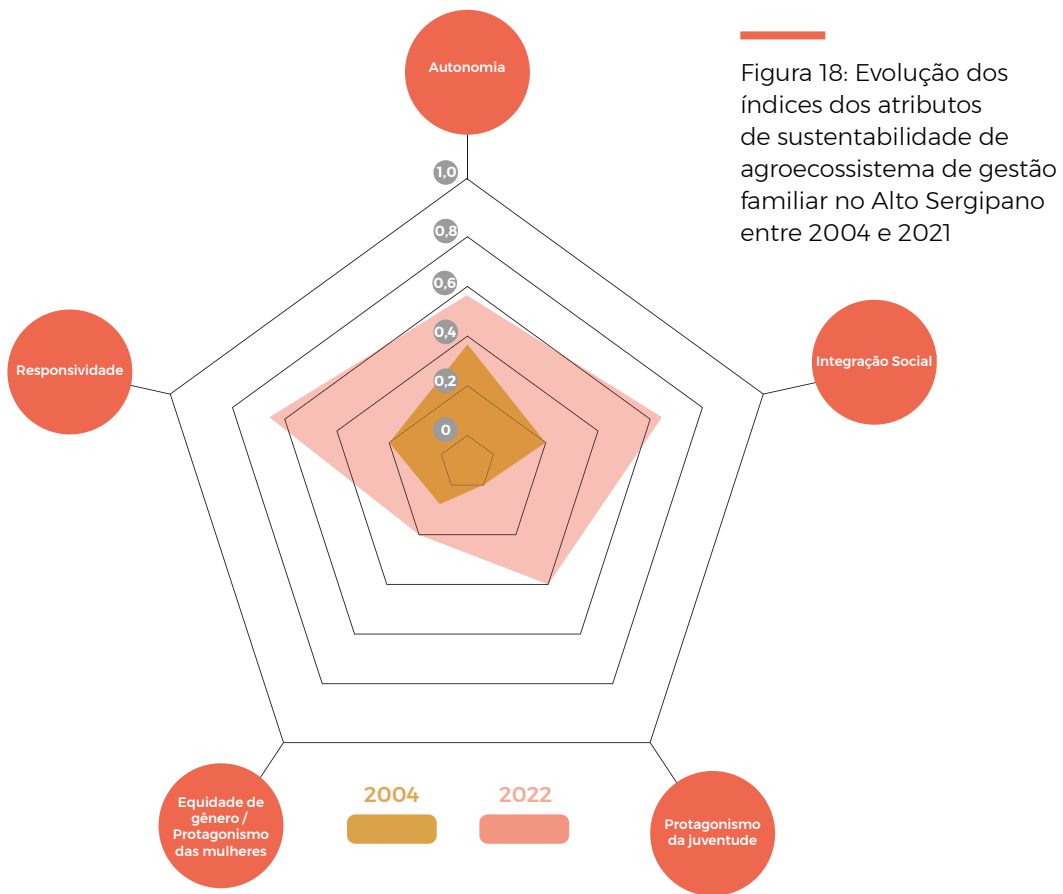 Autonomia
Figura 18: Evolução dos
índices dos atributos
de sustentabilidade de
agroecossistema de gestão
familiar no Alto Sergipano
entre 2004 e 2021
1,0
0,8
0,6
0,4
0,2
0
Responsividade
Integração Social
Equidade de
gênero /
Protagonismo
das mulheres
2004
2022
Protagonismo
da juventude